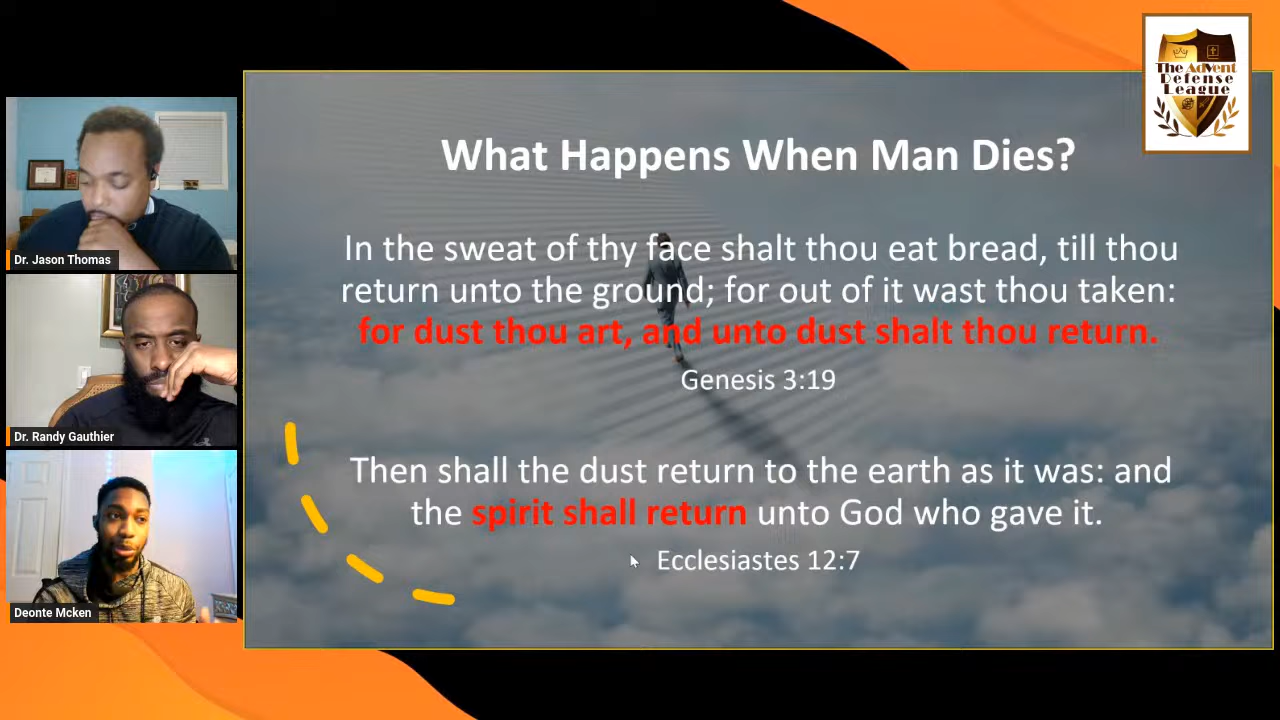 The Advent
Defense
League
What Happens When Man Dies?
In the sweat of thy face shalt thou eat bread, till thou
return unto the ground; for out of it wast thou taken:
for dust thou art, and unto dust shalt thou return.
Genesis 3:19
Then shall the dust return to the earth as it was: and
the spirit shall return unto God who gave it.
Ecclesiastes 12:7
Dr. Jason Thomas
Dr. Randy Gauthier
Deonte Mcken